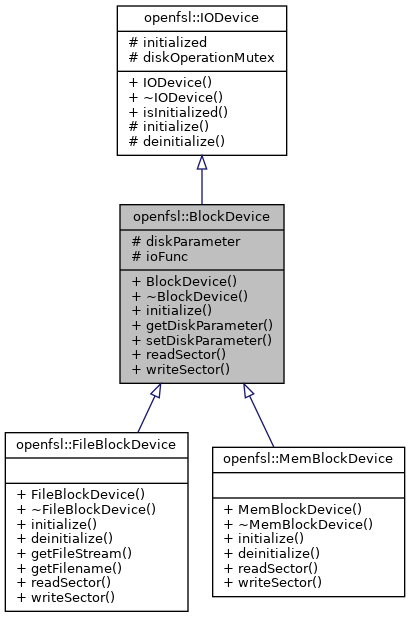 openfsl::IODevice
# initialized
# diskOperationMutex
+ IODevice()
+ ~IODevice()
+ isInitialized()
# initialize()
# deinitialize()
openfsl::BlockDevice
# diskParameter
# ioFunc
+ BlockDevice()
+ ~BlockDevice()
+ initialize()
+ getDiskParameter()
+ setDiskParameter()
+ readSector()
+ writeSector()
openfsl::FileBlockDevice
+ FileBlockDevice()
+ ~FileBlockDevice()
+ initialize()
+ deinitialize()
+ getFileStream()
+ getFilename()
+ readSector()
+ writeSector()
openfsl::MemBlockDevice
+ MemBlockDevice()
+ ~MemBlockDevice()
+ initialize()
+ deinitialize()
+ readSector()
+ writeSector()